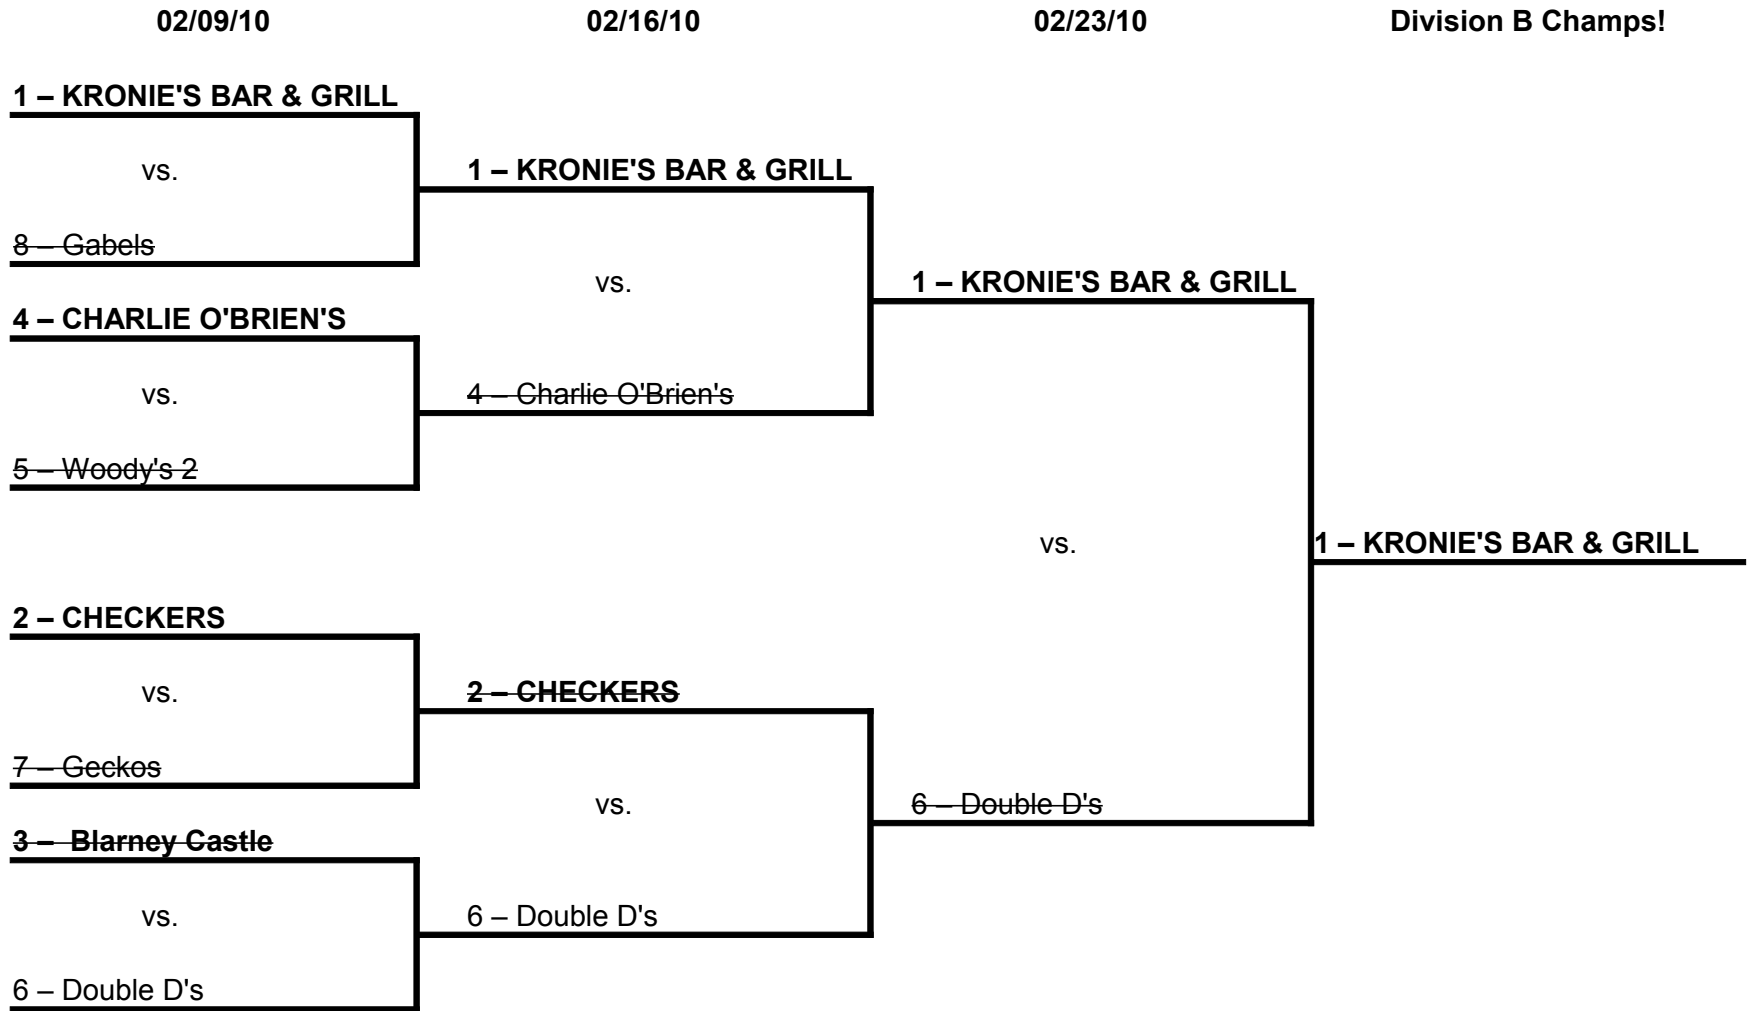 02/09/10 02/16/10 02/23/10 Division B Champs!
1 – KRONIE'S BAR & GRILL
vs. 1 – KRONIE'S BAR & GRILL
8 – Gabels
vs. 1 – KRONIE'S BAR & GRILL
4 – CHARLIE O'BRIEN'S
vs. 4 – Charlie O'Brien's
5 – Woody's 2
vs. 1 – KRONIE'S BAR & GRILL
2 – CHECKERS
vs. 2 – CHECKERS
7 – Geckos
vs. 6 – Double D's
3 – Blarney Castle
vs. 6 – Double D's
6 – Double D's